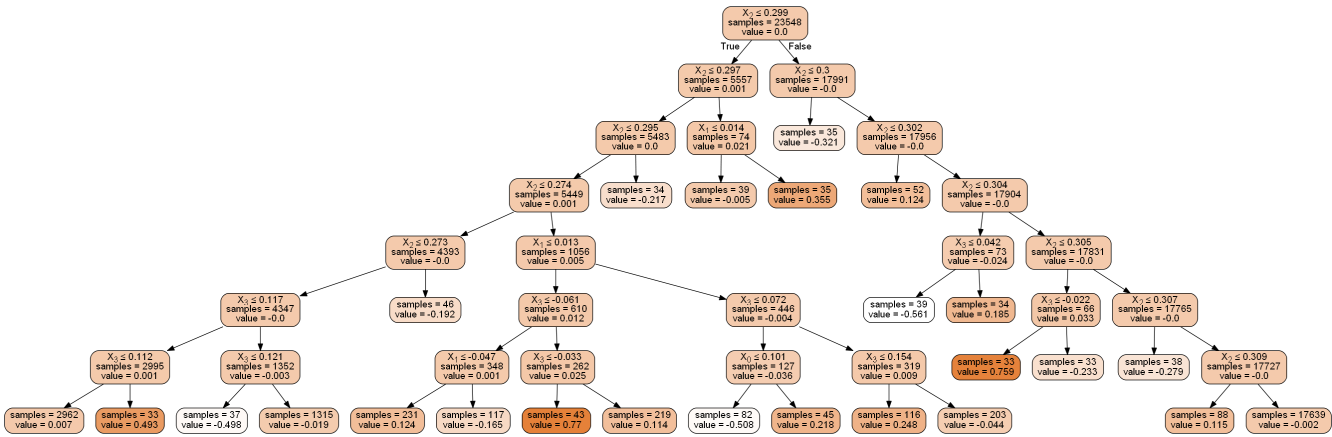 X2 ≤ 0.299
samples = 23548
value = 0.0
True
False
X2 ≤ 0.297
samples = 5557
value = 0.001
X2 ≤ 0.3
samples = 17991
value = -0.0
X2 ≤ 0.295
samples = 5483
value = 0.0
X1 ≤ 0.014
samples = 74
value = 0.021
samples = 35
value = -0.321
X2 ≤ 0.302
samples = 17956
value = -0.0
X2 ≤ 0.274
samples = 5449
value = 0.001
samples = 34
value = -0.217
samples = 39
value = -0.005
samples = 35
value = 0.355
samples = 52
value = 0.124
X2 ≤ 0.304
samples = 17904
value = -0.0
X2 ≤ 0.273
samples = 4393
value = -0.0
X1 ≤ 0.013
samples = 1056
value = 0.005
X3 ≤ 0.042
samples = 73
value = -0.024
X2 ≤ 0.305
samples = 17831
value = -0.0
X3 ≤ 0.117
samples = 4347
value = -0.0
samples = 46
value = -0.192
X3 ≤ -0.061
samples = 610
value = 0.012
X3 ≤ 0.072
samples = 446
value = -0.004
samples = 39
value = -0.561
samples = 34
value = 0.185
X3 ≤ -0.022
samples = 66
value = 0.033
X2 ≤ 0.307
samples = 17765
value = -0.0
X3 ≤ 0.112
samples = 2995
value = 0.001
X3 ≤ 0.121
samples = 1352
value = -0.003
X1 ≤ -0.047
samples = 348
value = 0.001
X3 ≤ -0.033
samples = 262
value = 0.025
X0 ≤ 0.101
samples = 127
value = -0.036
X3 ≤ 0.154
samples = 319
value = 0.009
samples = 33
value = 0.759
samples = 33
value = -0.233
samples = 38
value = -0.279
X2 ≤ 0.309
samples = 17727
value = -0.0
samples = 2962
value = 0.007
samples = 33
value = 0.493
samples = 37
value = -0.498
samples = 1315
value = -0.019
samples = 231
value = 0.124
samples = 117
value = -0.165
samples = 43
value = 0.77
samples = 219
value = 0.114
samples = 82
value = -0.508
samples = 45
value = 0.218
samples = 116
value = 0.248
samples = 203
value = -0.044
samples = 88
value = 0.115
samples = 17639
value = -0.002